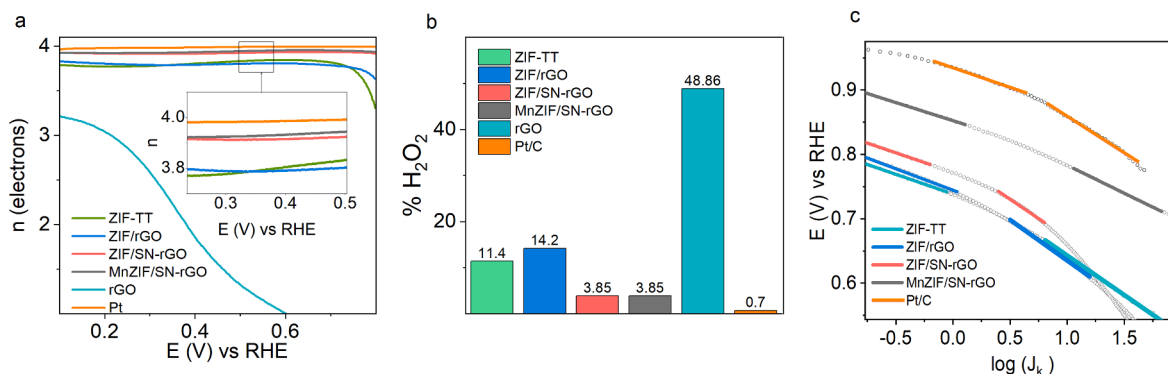 a
n (electrons)
4
3
2
4.0
n
3.8
0.3
0.4
0.5
E (V) vs RHE
ZIF-TT
ZIF/rGO
ZIF/SN-rGO
MnZIF/SN-rGO
rGO
Pt
0.2
0.6
E (V) vs RHE
b
% H2O2
40
20
ZIF-TT
ZIF/rGO
ZIF/SN-rGO
MnZIF/SN-rGO
rGO
Pt/C
11.4
14.2
3.85
3.85
48.86
0.7
c
E (V) vs RHE
0.9
0.8
0.7
0.6
ZIF-TT
ZIF/rGO
ZIF/SN-rGO
MnZIF/SN-rGO
Pt/C
-0.5
0.0
0.5
1.0
1.5
log (Jk)